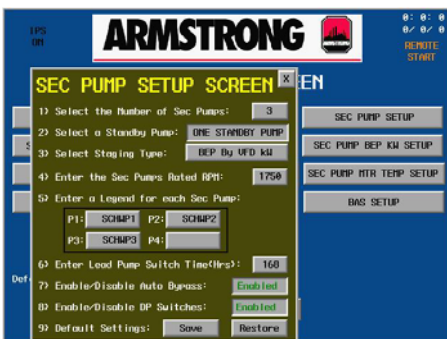 IPS
ON
ARMSTRONG
ARMSTRONG
0: 0: 0
0/ 0/ 0
REMOTE
START
SEC PUMP SETUP SCREEN
X
EEN
1) Select the Number of Sec Pumps: 3
2) Select a Standby Pump: ONE STANDBY PUMP
3) Select Staging Type: BEP By VFD kW
4) Enter the Sec Pumps Rated RPM: 1750
5) Enter a Legend for each Sec Pump:
P1: SCHWP1 P2: SCHWP2
P3: SCHWP3 P4:
6) Enter Lead Pump Switch Time(Hrs): 168
7) Enable/Disable Auto Bypass: Enabled
8) Enable/Disable DP Switches: Enabled
9) Default Settings: Save Restore
SEC PUMP SETUP
SEC PUMP BEP KW SETUP
SEC PUMP MTR TEMP SETUP
BAS SETUP
S
Def